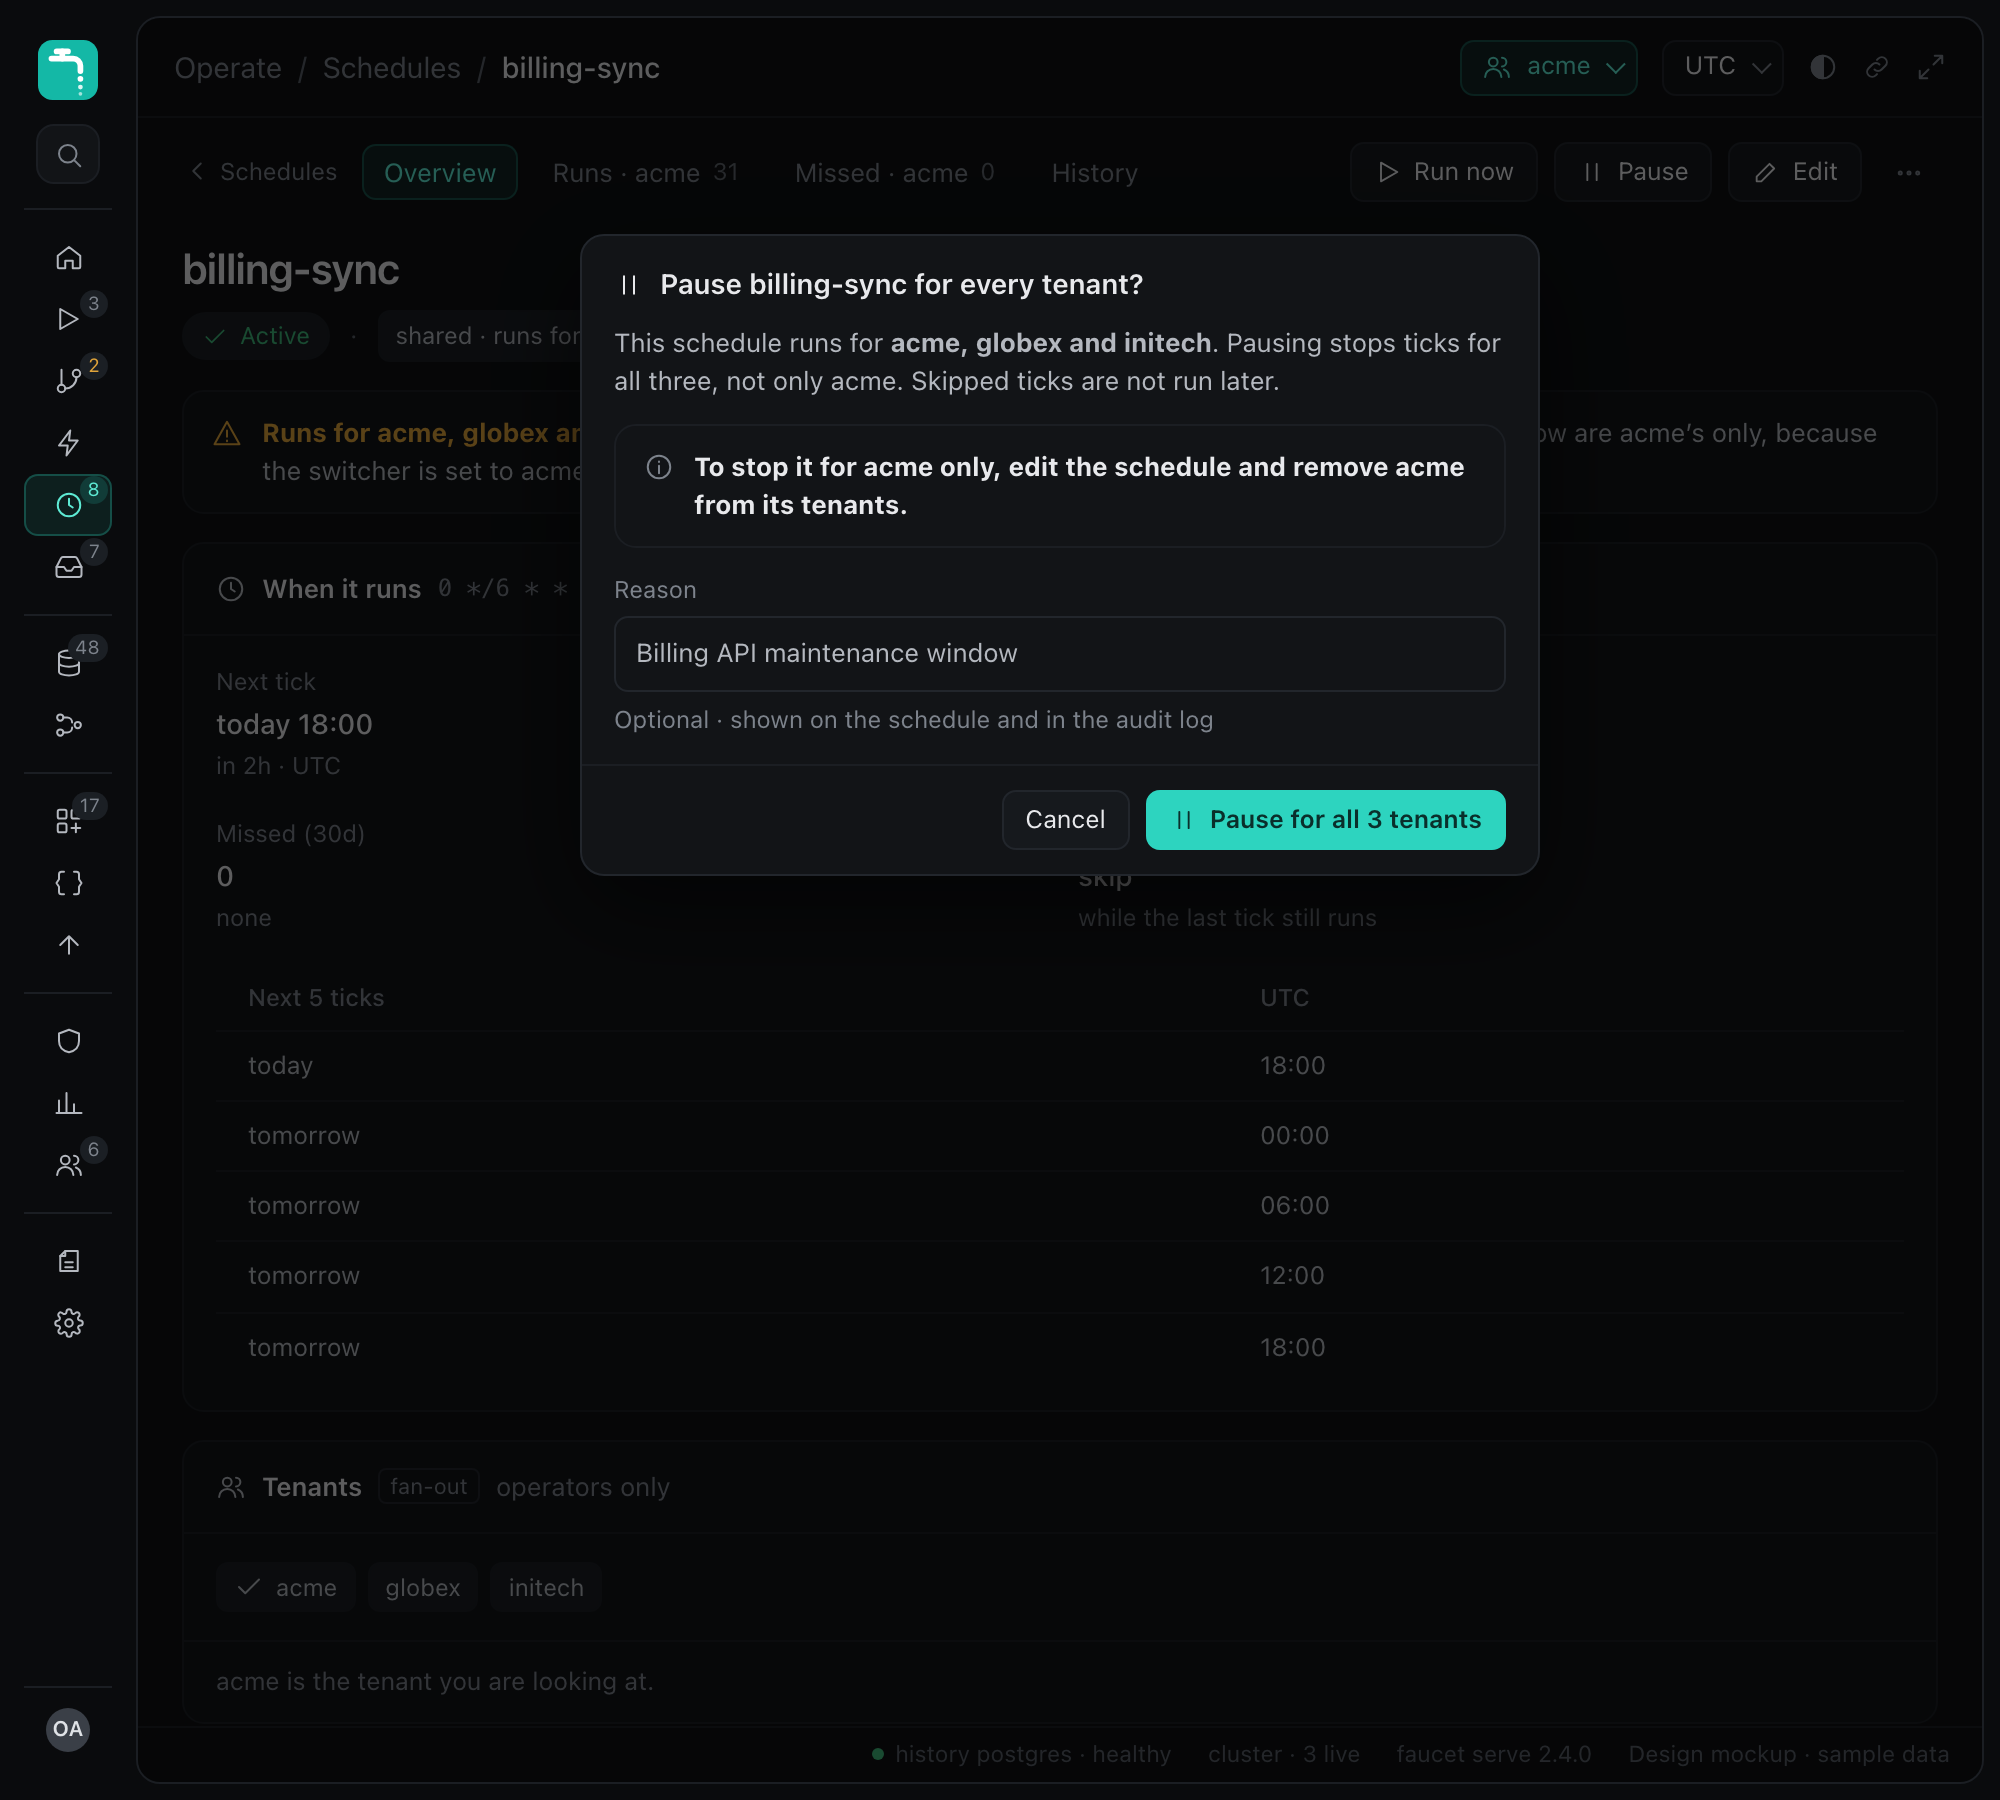 Operate / Schedules / billing-sync
acme
UTC
Schedules
Overview
Runs · acme 31
Missed · acme 0
History
Run now
Pause
Edit
3
2
8
7
48
17
6
OA
billing-sync
Active · shared · runs for
Runs for acme, globex
are acme’s only, because
the switcher is set to acme
When it runs 0 */6 * *
Next tick
today 18:00
in 2h · UTC
Missed (30d)
0
none
skip
while the last tick still runs
Pause billing-sync for every tenant?
This schedule runs for acme, globex and initech. Pausing stops ticks for
all three, not only acme. Skipped ticks are not run later.
To stop it for acme only, edit the schedule and remove acme
from its tenants.
Reason
Billing API maintenance window
Optional · shown on the schedule and in the audit log
Cancel
Pause for all 3 tenants
Next 5 ticks UTC
today 18:00
tomorrow 00:00
tomorrow 06:00
tomorrow 12:00
tomorrow 18:00
Tenants fan-out operators only
acme globex initech
acme is the tenant you are looking at.
history postgres · healthy cluster · 3 live faucet serve 2.4.0 Design mockup · sample data